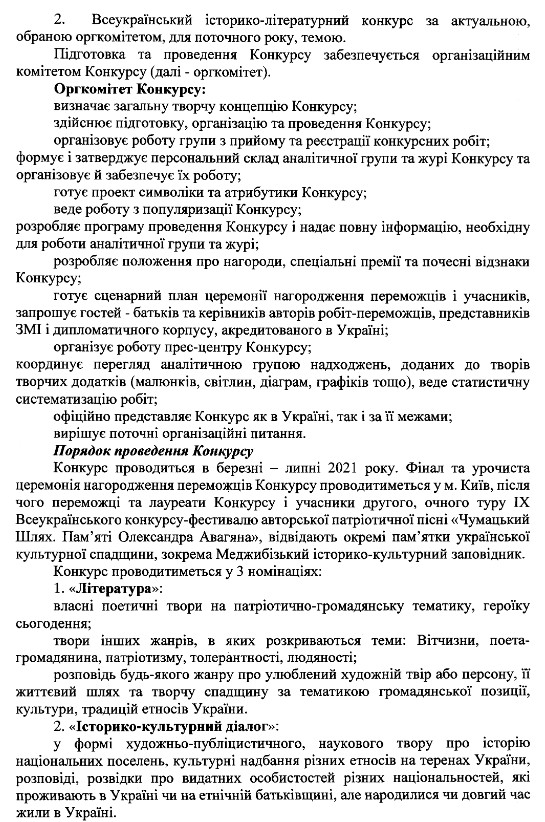 2. Всеукраїнський історико-літературний конкурс за актуальною,
обраною оргкомітетом, для поточного року, темою.
Підготовка та проведення Конкурсу забезпечується організаційним
комітетом Конкурсу (далі - оргкомітет).
Оргкомітет Конкурсу:
визначає загальну творчу концепцію Конкурсу;
здійснює підготовку, організацію та проведення Конкурсу;
організовує роботу групи з прийому та реєстрації конкурсних робіт;
формує і затверджує персональний склад аналітичної групи та журі Конкурсу та
організовує й забезпечує їх роботу;
готує проект символіки та атрибутики Конкурсу;
веде роботу з популяризації Конкурсу;
розробляє програму проведення Конкурсу і надає повну інформацію, необхідну
для роботи аналітичної групи та журі;
розробляє положення про нагороди, спеціальні премії та почесні відзнаки
Конкурсу;
готує сценарний план церемонії нагородження переможців і учасників,
запрошує гостей - батьків та керівників авторів робіт-переможців, представників
ЗМІ і дипломатичного корпусу, акредитованого в Україні;
організує роботу прес-центру Конкурсу;
координує перегляд аналітичною групою надходжень, доданих до творів
творчих додатків (малюнків, світлин, діаграм, графіків тощо), веде статистичну
систематизацію робіт;
офіційно представляє Конкурс як в Україні, так і за її межами;
вирішує поточні організаційні питання.
Порядок проведення Конкурсу
Конкурс проводиться в березні – липні 2021 року. Фінал та урочиста
церемонія нагородження переможців Конкурсу проводитиметься у м. Київ, після
чого переможці та лауреати Конкурсу і учасники другого, очного туру IX
Всеукраїнського конкурсу-фестивалю авторської патріотичної пісні «Чумацький
Шлях. Пам’яті Олександра Авагяна», відвідають окремі пам’ятки української
культурної спадщини, зокрема Меджибізький історико-культурний заповідник.
Конкурс проводитиметься у 3 номінаціях:
1. «Література»:
власні поетичні твори на патріотично-громадянську тематику, героїку
сьогодення;
твори інших жанрів, в яких розкриваються теми: Вітчизни, поета-
громадянина, патріотизму, толерантності, людяності;
розповідь будь-якого жанру про улюблений художній твір або персону, її
життєвий шлях та творчу спадщину за тематикою громадянської позиції,
культури, традицій етносів України.
2. «Історико-культурний діалог»:
у формі художньо-публіцистичного, наукового твору про історію
національних поселень, культурні надбання різних етносів на теренах України,
розповіді, розвідки про видатних особистостей різних національностей, які
проживають в Україні чи на етнічній батьківщині, але народилися чи довгий час
жили в Україні.